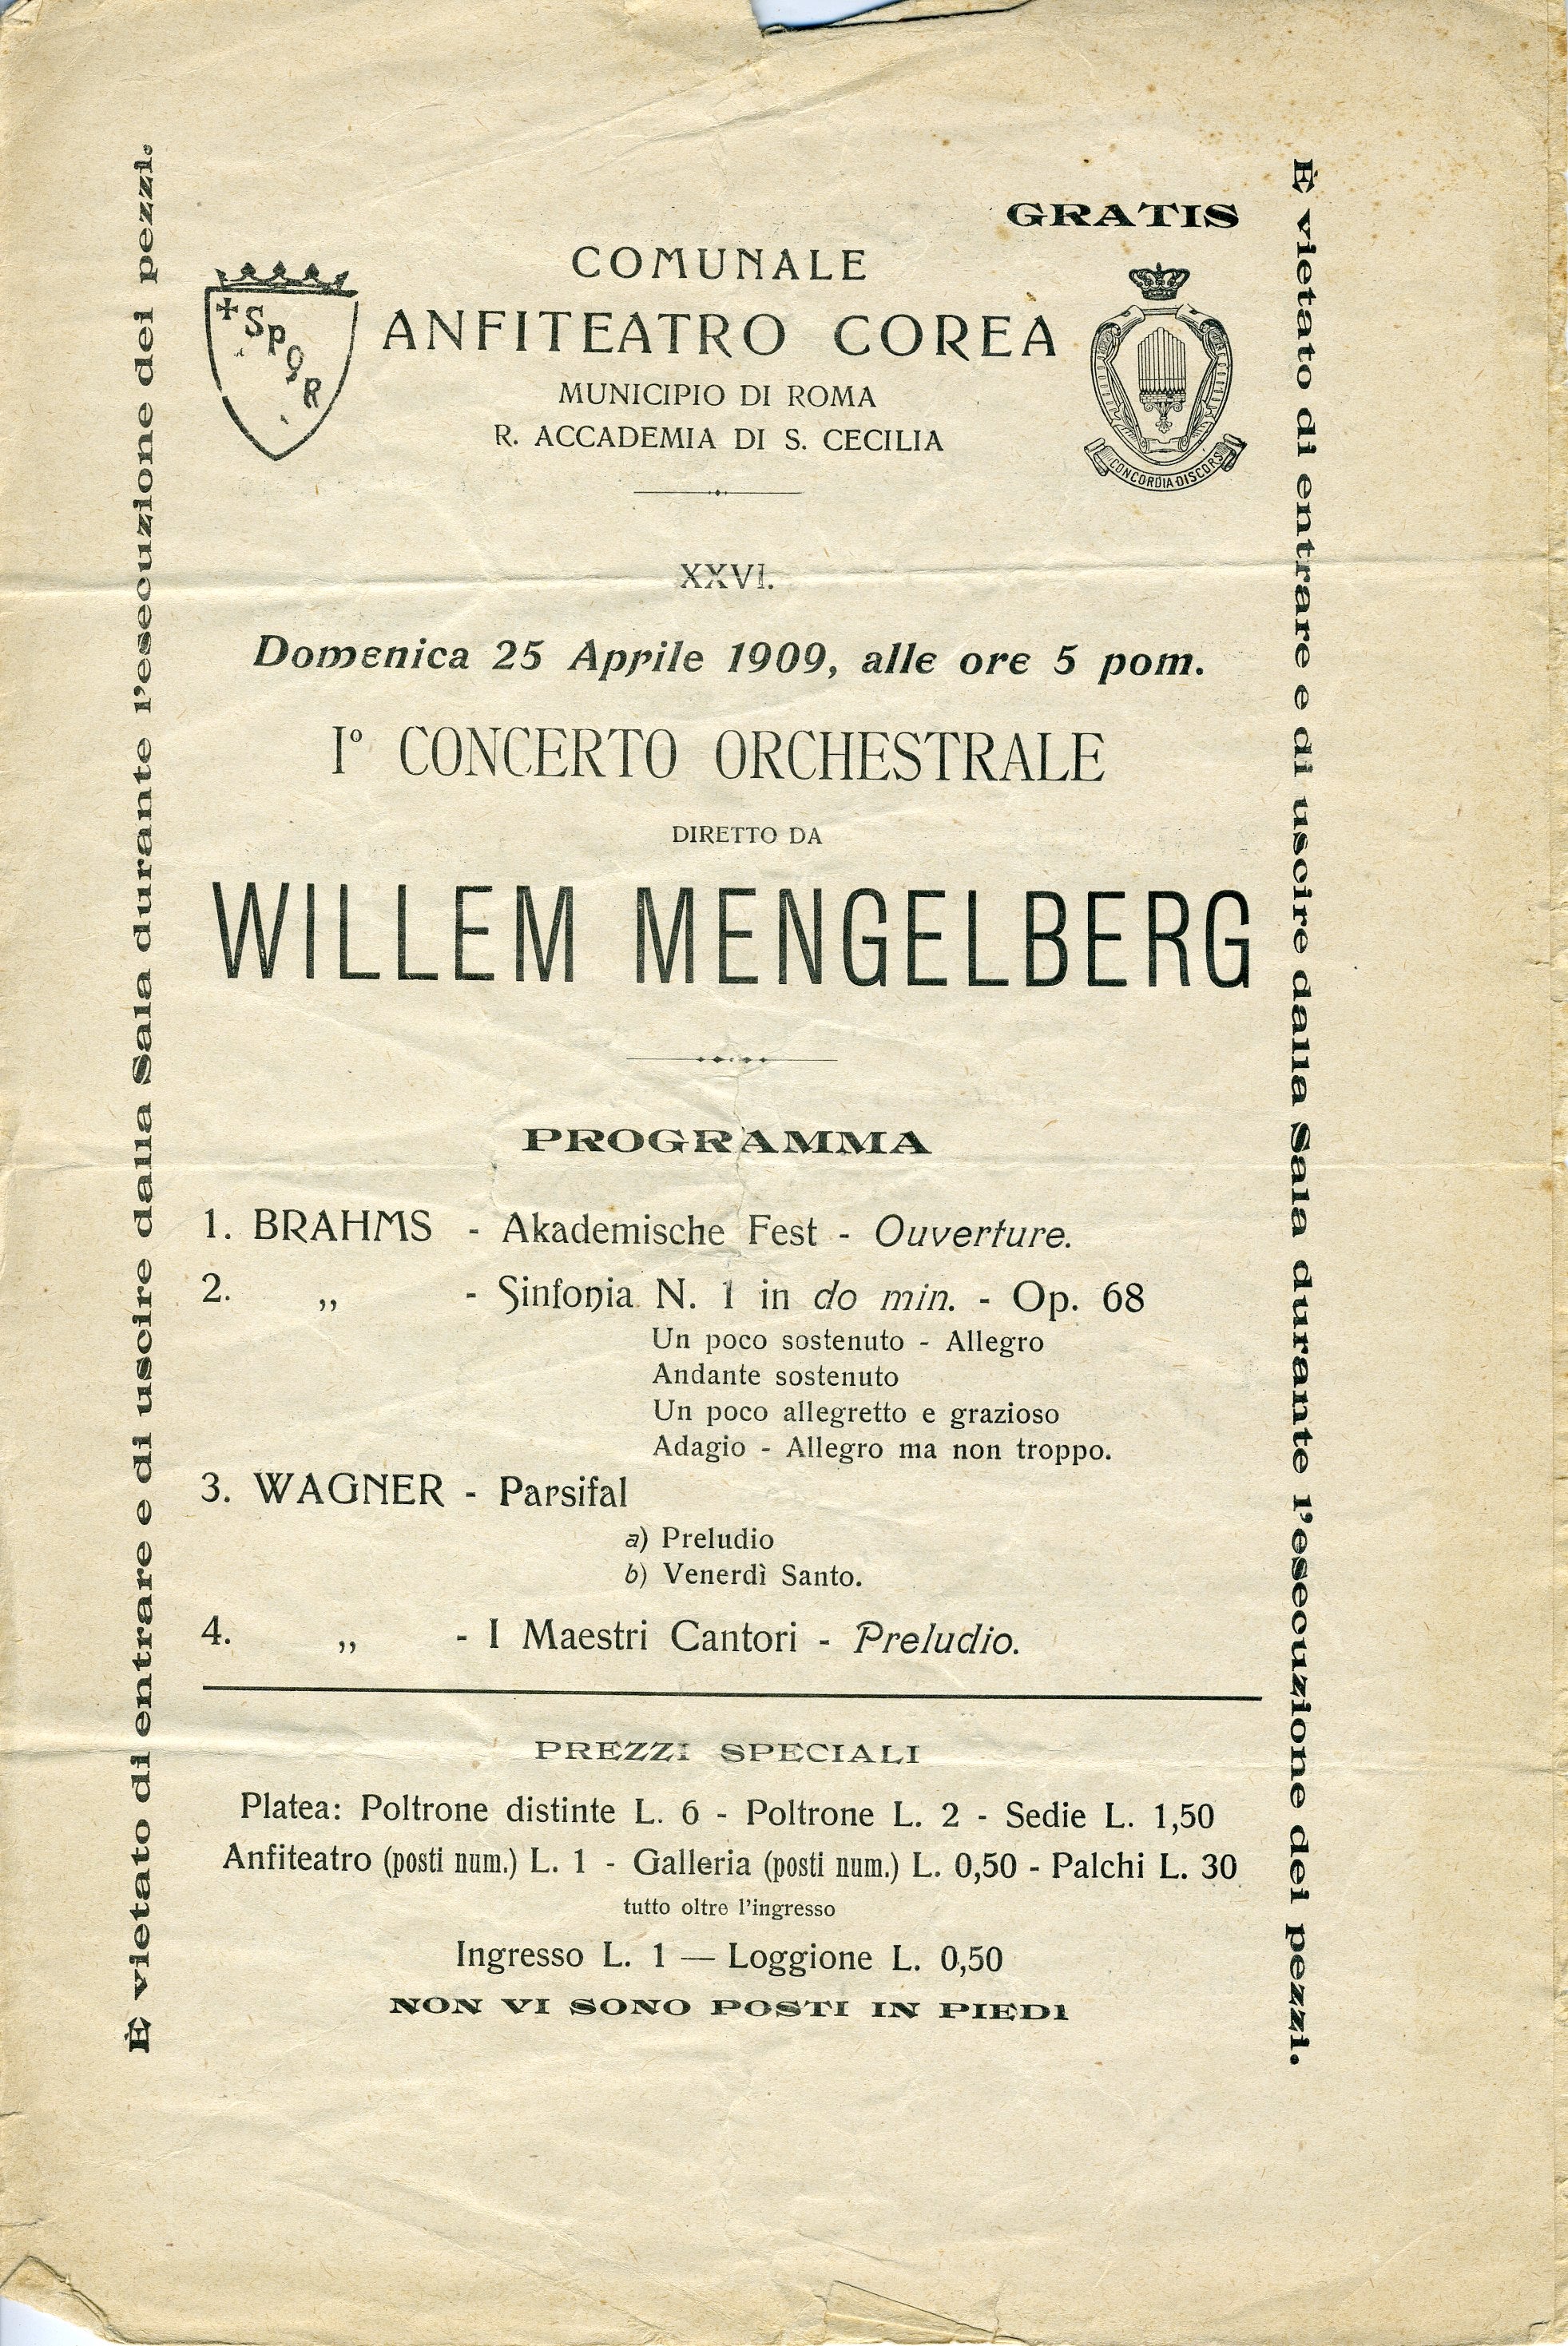 GRATIS
COMUNALE
ANFITEATRO COREA
MUNICIPIO DI ROMA
R. ACCADEMIA DI S. CECILIA
SPQR
CONCORDIA DISCORS
XXVI.
Domenica 25 Aprile 1909, alle ore 5 pom.
Iº CONCERTO ORCHESTRALE
DIRETTO DA
WILLEM MENGELBERG
PROGRAMMA
1. BRAHMS - Akademische Fest - Ouverture.
2. „ - Sinfonia N. 1 in do min. - Op. 68
Un poco sostenuto - Allegro
Andante sostenuto
Un poco allegretto e grazioso
Adagio - Allegro ma non troppo.
3. WAGNER - Parsifal
a) Preludio
b) Venerdì Santo.
4. „ - I Maestri Cantori - Preludio.
PREZZI SPECIALI
Platea: Poltrone distinte L. 6 - Poltrone L. 2 - Sedie L. 1,50
Anfiteatro (posti num.) L. 1 - Galleria (posti num.) L. 0,50 - Palchi L. 30
tutto oltre l'ingresso
Ingresso L. 1 — Loggione L. 0,50
NON VI SONO POSTI IN PIEDI
È vietato di entrare e di uscire dalla Sala durante l'esecuzione dei pezzi.
È vietato di entrare e di uscire dalla Sala durante l'esecuzione dei pezzi.